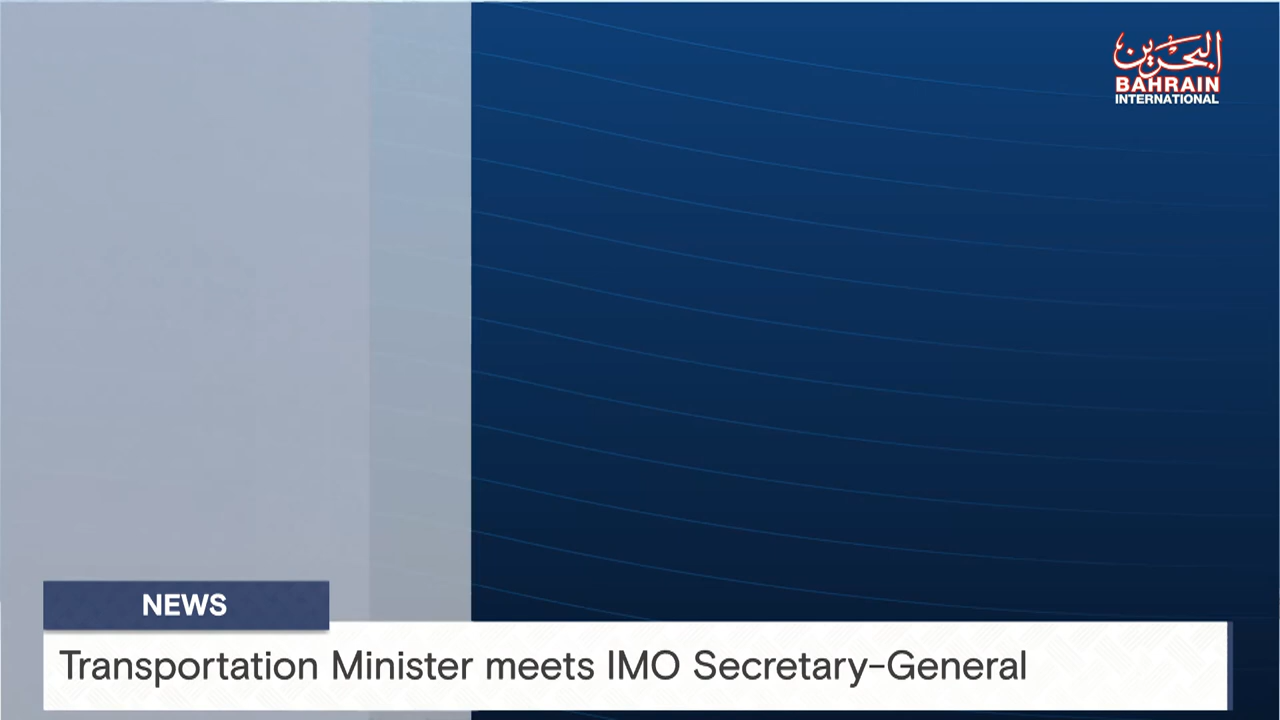 البحرين
BAHRAIN
INTERNATIONAL
NEWS
Transportation Minister meets IMO Secretary-General